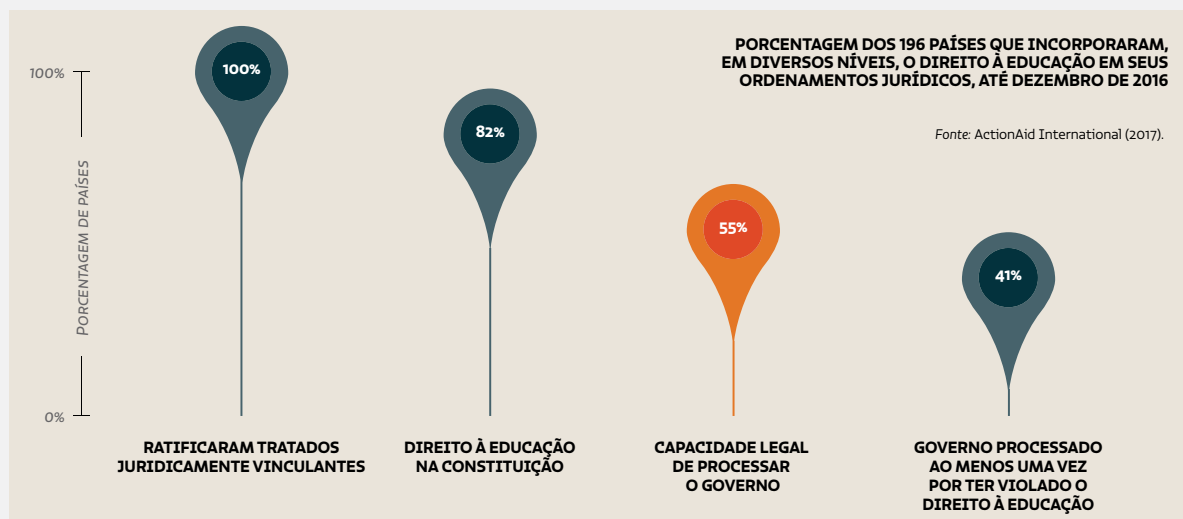 PORCENTAGEM DOS 196 PAÍSES QUE INCORPORARAM,
EM DIVERSOS NÍVEIS, O DIREITO À EDUCAÇÃO EM SEUS
ORDENAMENTOS JURÍDICOS, ATÉ DEZEMBRO DE 2016
Fonte: ActionAid International (2017).
100%
PORCENTAGEM DE PAÍSES
0%
100%
82%
55%
41%
RATIFICARAM TRATADOS
JURIDICAMENTE VINCULANTES
DIREITO À EDUCAÇÃO
NA CONSTITUIÇÃO
CAPACIDADE LEGAL
DE PROCESSAR
O GOVERNO
GOVERNO PROCESSADO
AO MENOS UMA VEZ
POR TER VIOLADO O
DIREITO À EDUCAÇÃO